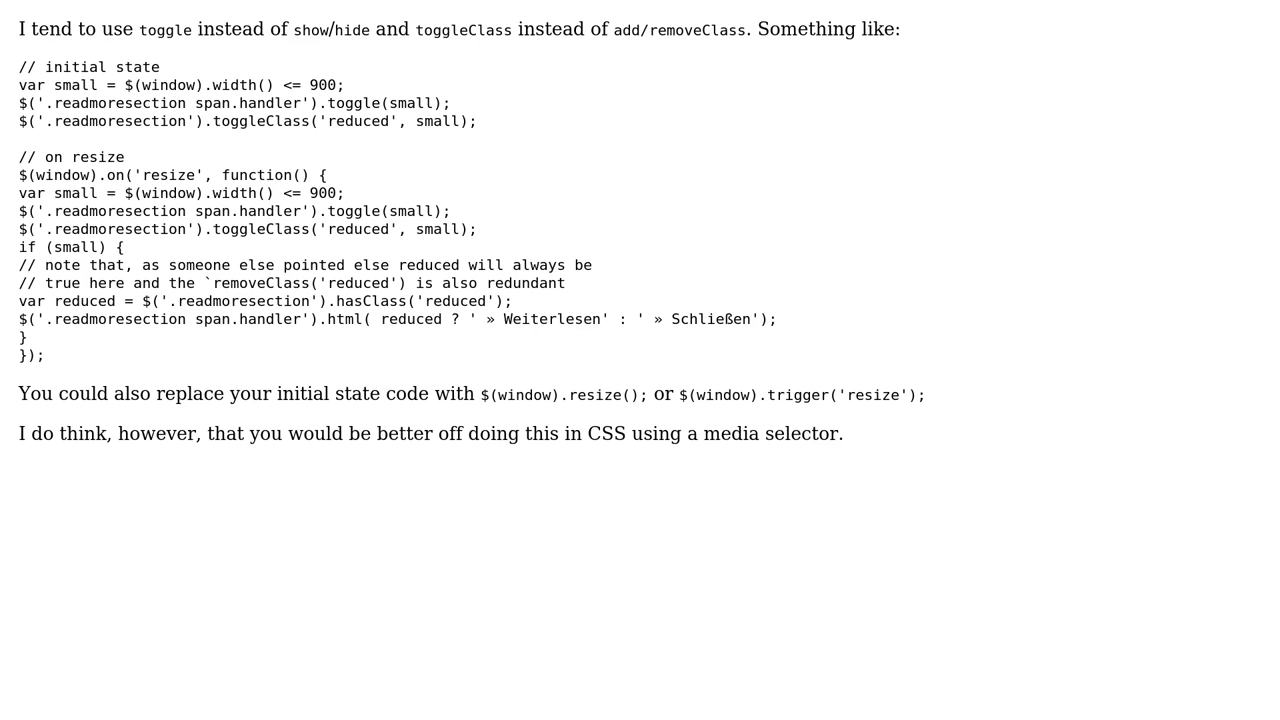 I tend to use toggle instead of show/hide and toggleClass instead of add/removeClass. Something like:
// initial state
var small = $(window).width() <= 900;
$('.readmoresection span.handler').toggle(small);
$('.readmoresection').toggleClass('reduced', small);
// on resize
$(window).on('resize', function() {
var small = $(window).width() <= 900;
$('.readmoresection span.handler').toggle(small);
$('.readmoresection').toggleClass('reduced', small);
if (small) {
// note that, as someone else pointed else reduced will always be
// true here and the `removeClass('reduced') is also redundant
var reduced = $('.readmoresection').hasClass('reduced');
$('.readmoresection span.handler').html( reduced ? ' » Weiterlesen' : ' » Schließen');
}
});
You could also replace your initial state code with $(window).resize(); or $(window).trigger('resize');
I do think, however, that you would be better off doing this in CSS using a media selector.